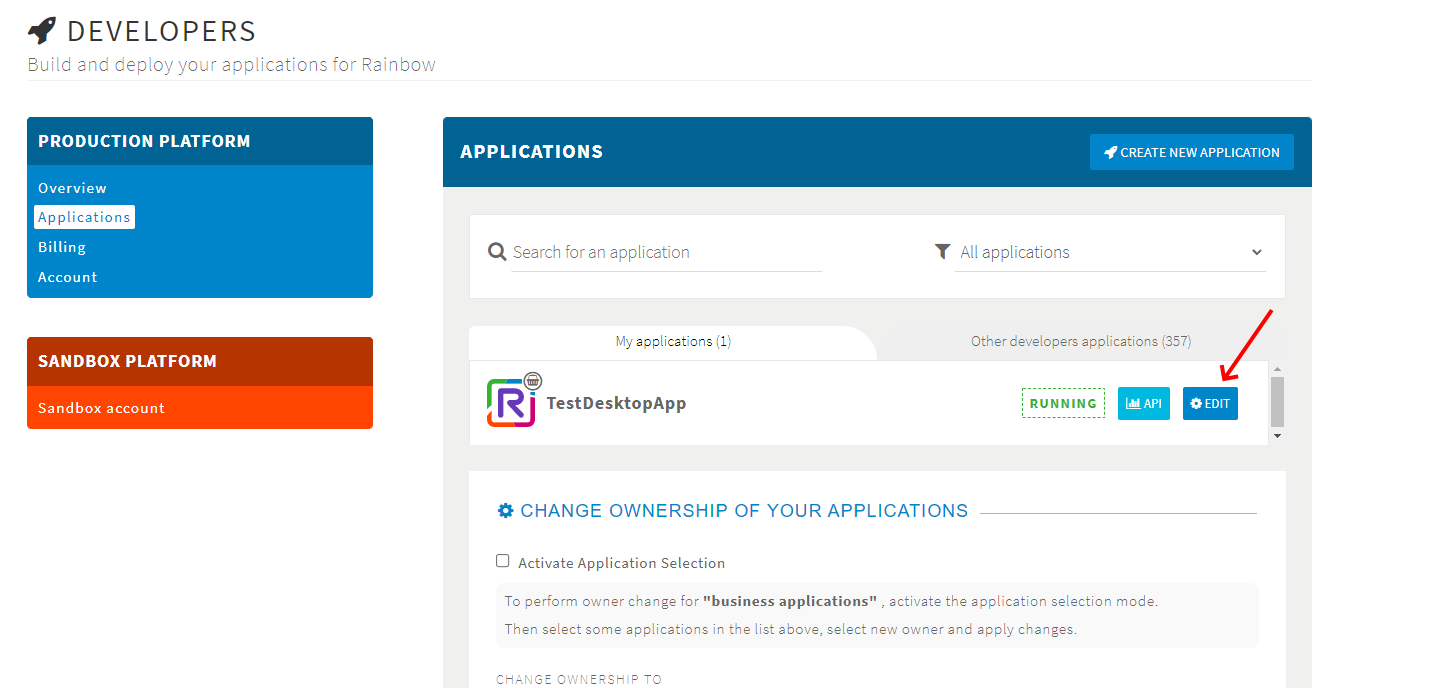 DEVELOPERS
Build and deploy your applications for Rainbow
PRODUCTION PLATFORM
Overview
Applications
Billing
Account
SANDBOX PLATFORM
Sandbox account
APPLICATIONS
CREATE NEW APPLICATION
Search for an application
All applications
My applications (1)
Other developers applications (357)
R
TestDesktopApp
RUNNING
API
EDIT
CHANGE OWNERSHIP OF YOUR APPLICATIONS
Activate Application Selection
To perform owner change for "business applications" , activate the application selection mode.
Then select some applications in the list above, select new owner and apply changes.
CHANGE OWNERSHIP TO